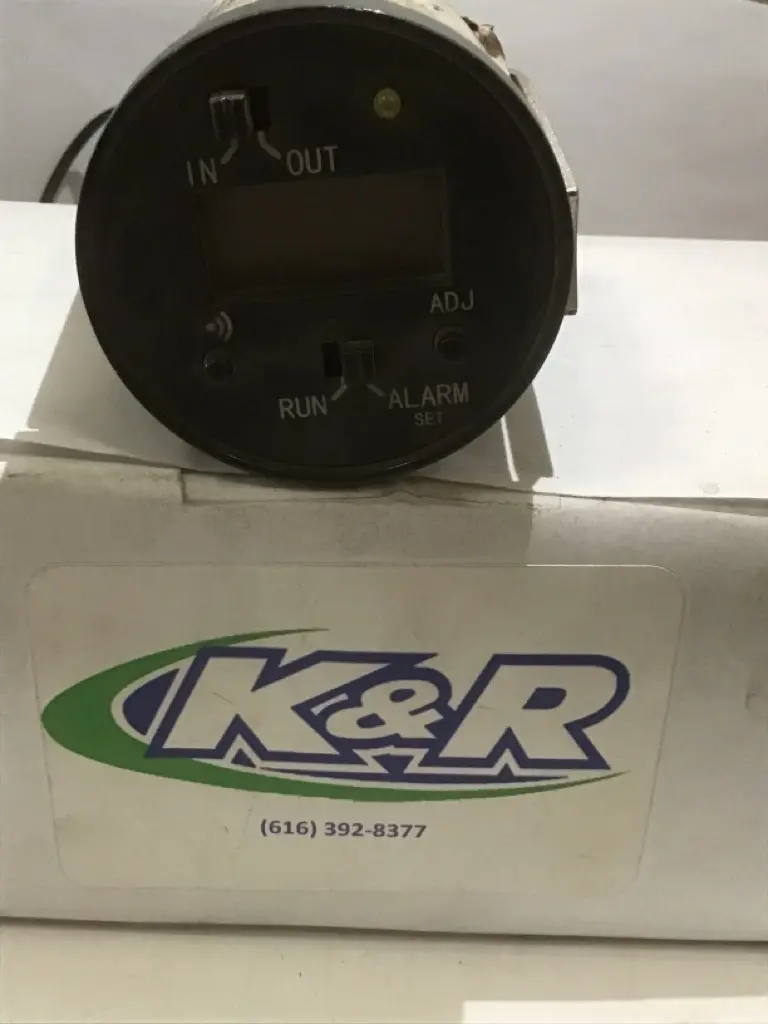 IN OUT
ADJ
RUN ALARM
SET
K&R
(616) 392-8377